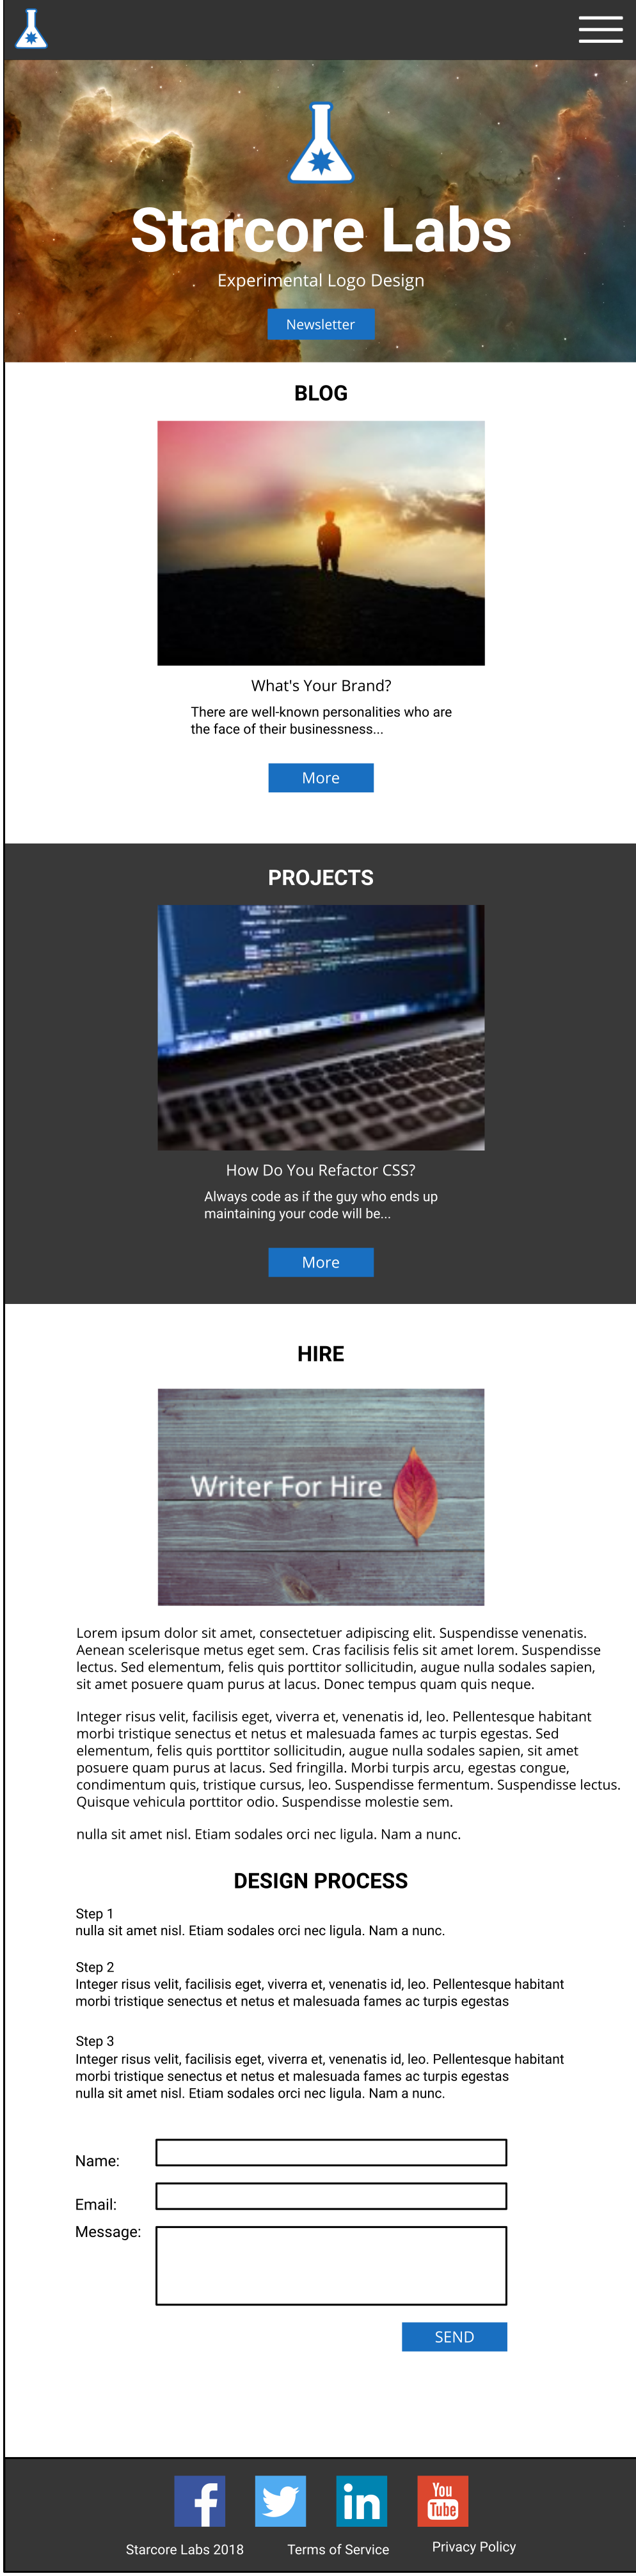 Starcore Labs
Experimental Logo Design
Newsletter
BLOG
What's Your Brand?
There are well-known personalities who are
the face of their businessness...
More
PROJECTS
How Do You Refactor CSS?
Always code as if the guy who ends up
maintaining your code will be...
More
HIRE
Writer For Hire
Lorem ipsum dolor sit amet, consectetuer adipiscing elit. Suspendisse venenatis.
Aenean scelerisque metus eget sem. Cras facilisis felis sit amet lorem. Suspendisse
lectus. Sed elementum, felis quis porttitor sollicitudin, augue nulla sodales sapien,
sit amet posuere quam purus at lacus. Donec tempus quam quis neque.
Integer risus velit, facilisis eget, viverra et, venenatis id, leo. Pellentesque habitant
morbi tristique senectus et netus et malesuada fames ac turpis egestas. Sed
elementum, felis quis porttitor sollicitudin, augue nulla sodales sapien, sit amet
posuere quam purus at lacus. Sed fringilla. Morbi turpis arcu, egestas congue,
condimentum quis, tristique cursus, leo. Suspendisse fermentum. Suspendisse lectus.
Quisque vehicula porttitor odio. Suspendisse molestie sem.
nulla sit amet nisl. Etiam sodales orci nec ligula. Nam a nunc.
DESIGN PROCESS
Step 1
nulla sit amet nisl. Etiam sodales orci nec ligula. Nam a nunc.
Step 2
Integer risus velit, facilisis eget, viverra et, venenatis id, leo. Pellentesque habitant
morbi tristique senectus et netus et malesuada fames ac turpis egestas
Step 3
Integer risus velit, facilisis eget, viverra et, venenatis id, leo. Pellentesque habitant
morbi tristique senectus et netus et malesuada fames ac turpis egestas
nulla sit amet nisl. Etiam sodales orci nec ligula. Nam a nunc.
Name:
Email:
Message:
SEND
f
in
You
Tube
Starcore Labs 2018 Terms of Service Privacy Policy